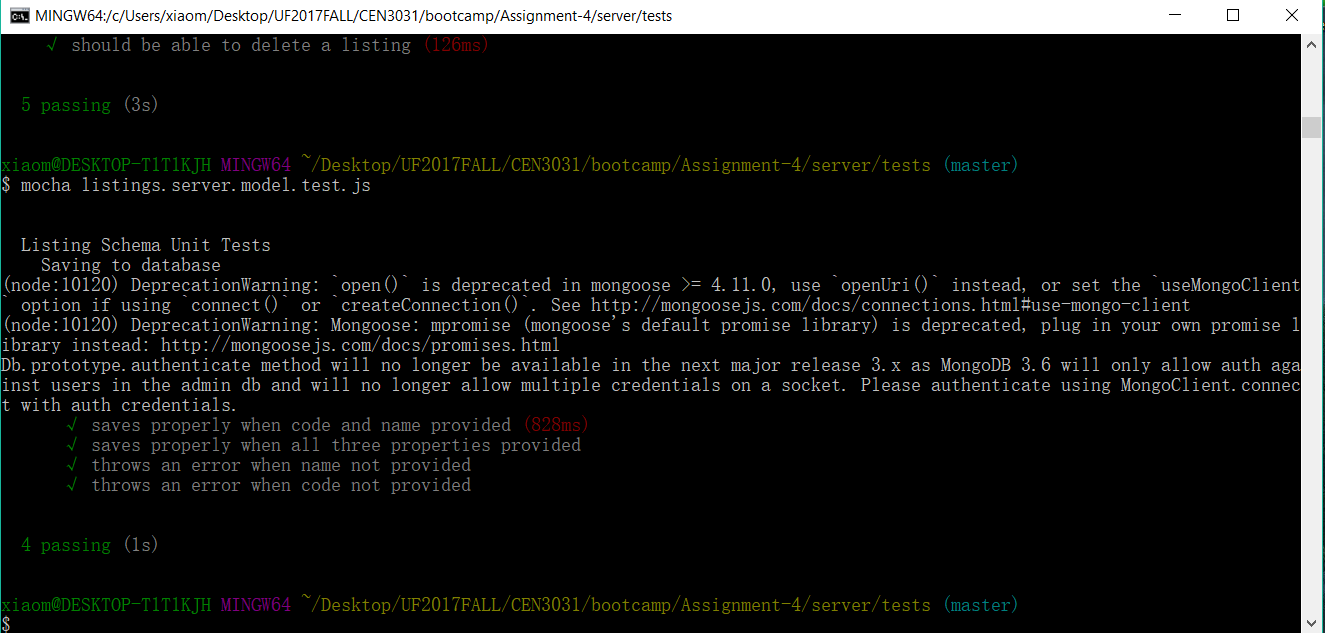 MINGW64:/c/Users/xiaom/Desktop/UF2017FALL/CEN3031/bootcamp/Assignment-4/server/tests
√ should be able to delete a listing (126ms)
5 passing (3s)
xiaom@DESKTOP-T1T1KJH MINGW64 ~/Desktop/UF2017FALL/CEN3031/bootcamp/Assignment-4/server/tests (master)
$ mocha listings.server.model.test.js
Listing Schema Unit Tests
Saving to database
(node:10120) DeprecationWarning: `open()` is deprecated in mongoose >= 4.11.0, use `openUri()` instead, or set the `useMongoClient
` option if using `connect()` or `createConnection()`. See http://mongoosejs.com/docs/connections.html#use-mongo-client
(node:10120) DeprecationWarning: Mongoose: mpromise (mongoose's default promise library) is deprecated, plug in your own promise l
ibrary instead: http://mongoosejs.com/docs/promises.html
Db.prototype.authenticate method will no longer be available in the next major release 3.x as MongoDB 3.6 will only allow auth aga
inst users in the admin db and will no longer allow multiple credentials on a socket. Please authenticate using MongoClient.connec
t with auth credentials.
√ saves properly when code and name provided (828ms)
√ saves properly when all three properties provided
√ throws an error when name not provided
√ throws an error when code not provided
4 passing (1s)
xiaom@DESKTOP-T1T1KJH MINGW64 ~/Desktop/UF2017FALL/CEN3031/bootcamp/Assignment-4/server/tests (master)
$